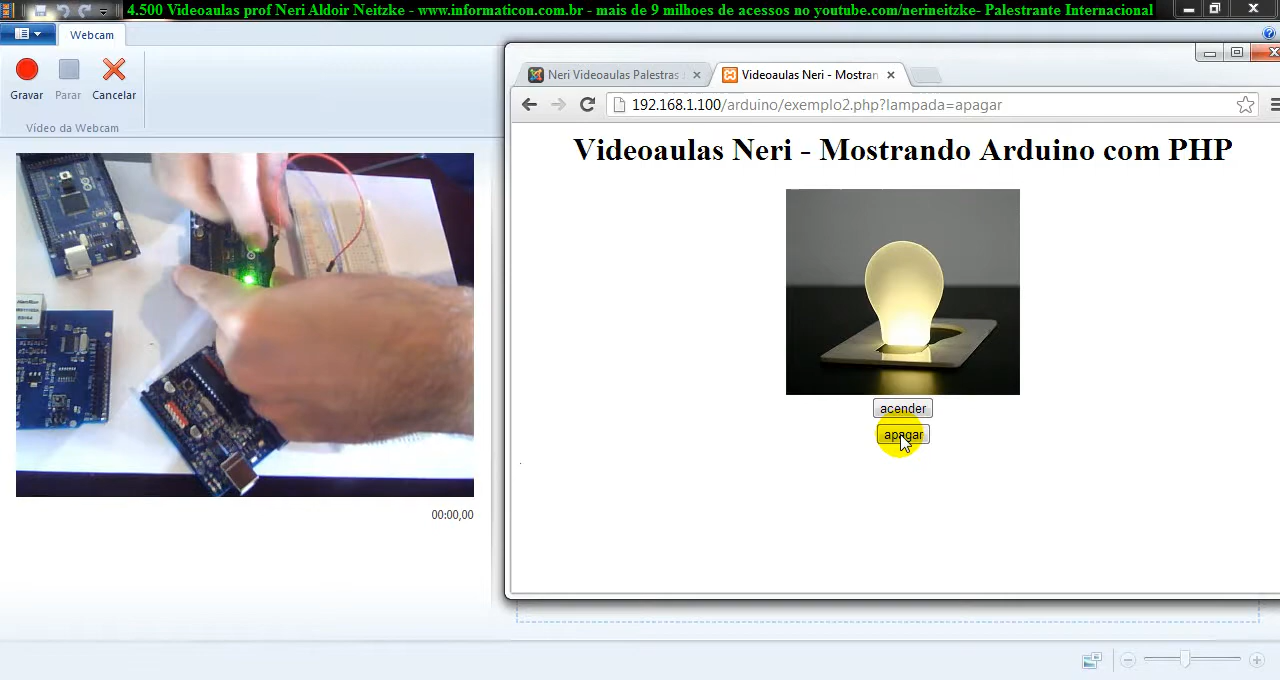 4.500 Videoaulas prof Neri Aldoir Neitzke - www.informaticon.com.br - mais de 9 milhoes de acessos no youtube.com/nerineitzke- Palestrante Internacional
Webcam
Gravar Parar Cancelar
Vídeo da Webcam
00:00,00
Neri Videoaulas Palestras
Videoaulas Neri - Mostran
192.168.1.100/arduino/exemplo2.php?lampada=apagar
Videoaulas Neri - Mostrando Arduino com PHP
acender
apagar